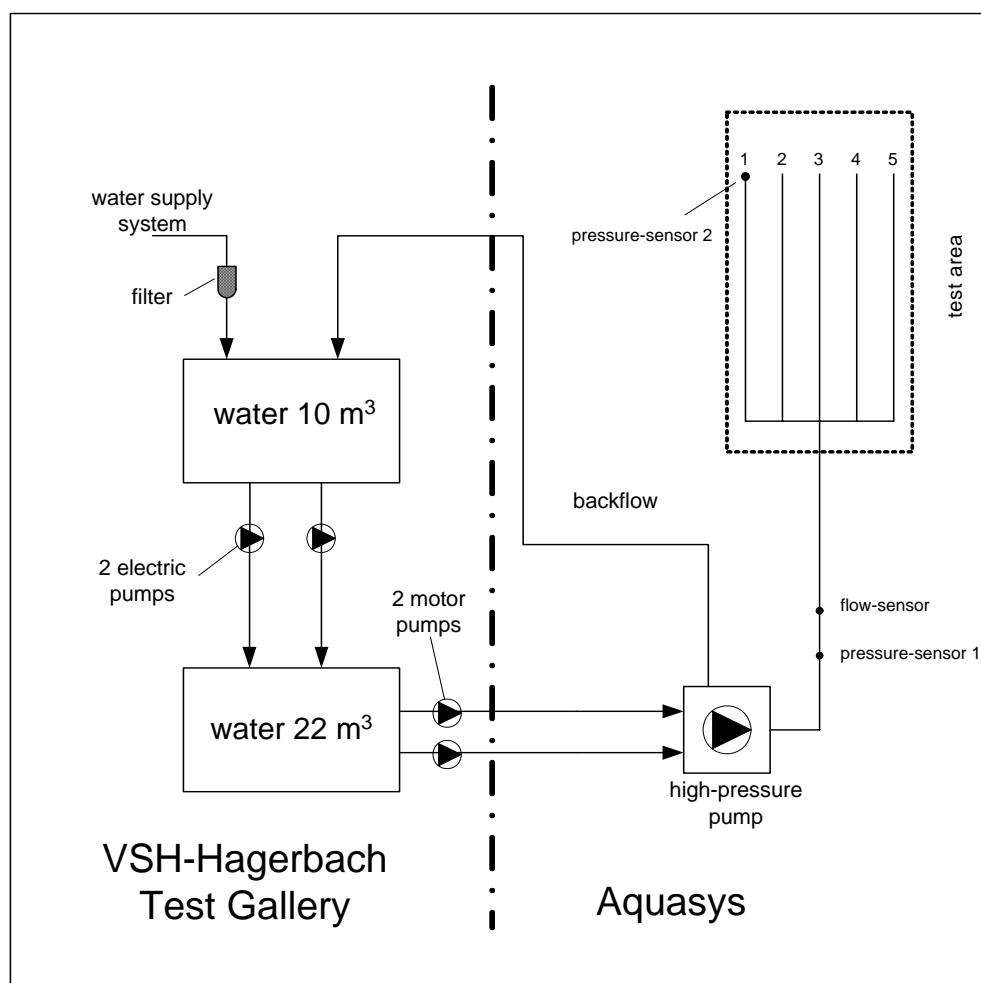 water supply
system
filter
water 10 m³
2 electric
pumps
2 motor
pumps
water 22 m³
VSH-Hagerbach
Test Gallery
1 2 3 4 5
pressure-sensor 2
test area
backflow
flow-sensor
pressure-sensor 1
high-pressure
pump
Aquasys